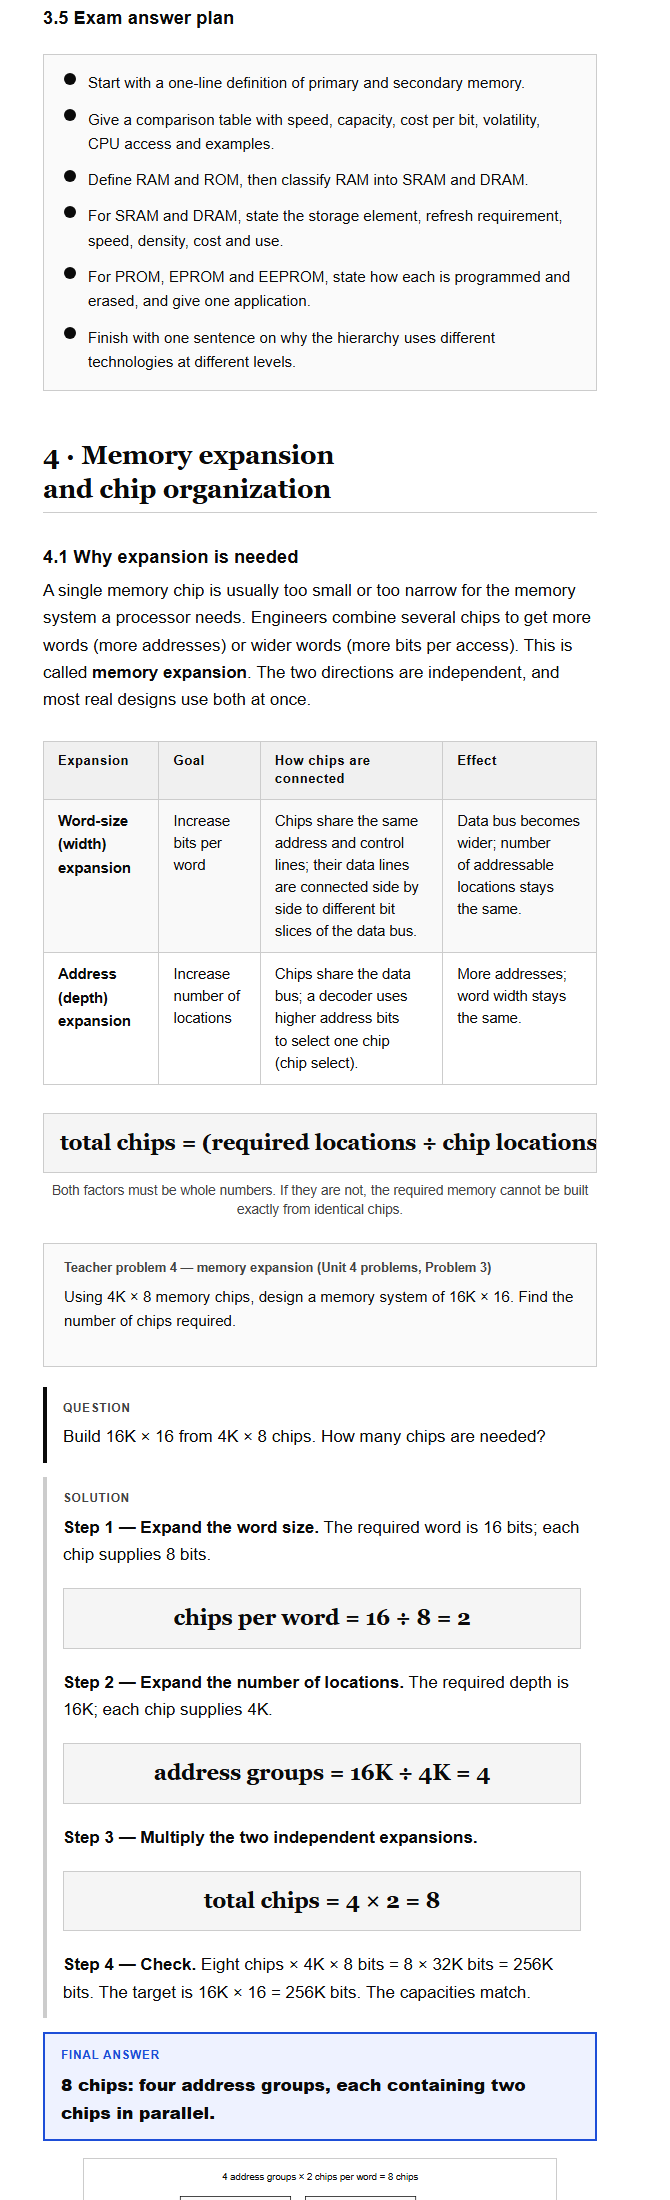 3.5 Exam answer plan
Start with a one-line definition of primary and secondary memory.
Give a comparison table with speed, capacity, cost per bit, volatility,
CPU access and examples.
Define RAM and ROM, then classify RAM into SRAM and DRAM.
For SRAM and DRAM, state the storage element, refresh requirement,
speed, density, cost and use.
For PROM, EPROM and EEPROM, state how each is programmed and
erased, and give one application.
Finish with one sentence on why the hierarchy uses different
technologies at different levels.
4 · Memory expansion
and chip organization
4.1 Why expansion is needed
A single memory chip is usually too small or too narrow for the memory
system a processor needs. Engineers combine several chips to get more
words (more addresses) or wider words (more bits per access). This is
called memory expansion. The two directions are independent, and
most real designs use both at once.
Expansion
Goal
How chips are
connected
Effect
Word-size
(width)
expansion
Increase
bits per
word
Chips share the same
address and control
lines; their data lines
are connected side by
side to different bit
slices of the data bus.
Data bus becomes
wider; number
of addressable
locations stays
the same.
Address
(depth)
expansion
Increase
number of
locations
Chips share the data
bus; a decoder uses
higher address bits
to select one chip
(chip select).
More addresses;
word width stays
the same.
total chips = (required locations ÷ chip locations
Both factors must be whole numbers. If they are not, the required memory cannot be built
exactly from identical chips.
Teacher problem 4 — memory expansion (Unit 4 problems, Problem 3)
Using 4K × 8 memory chips, design a memory system of 16K × 16. Find the
number of chips required.
QUESTION
Build 16K × 16 from 4K × 8 chips. How many chips are needed?
SOLUTION
Step 1 — Expand the word size. The required word is 16 bits; each
chip supplies 8 bits.
chips per word = 16 ÷ 8 = 2
Step 2 — Expand the number of locations. The required depth is
16K; each chip supplies 4K.
address groups = 16K ÷ 4K = 4
Step 3 — Multiply the two independent expansions.
total chips = 4 × 2 = 8
Step 4 — Check. Eight chips × 4K × 8 bits = 8 × 32K bits = 256K
bits. The target is 16K × 16 = 256K bits. The capacities match.
FINAL ANSWER
8 chips: four address groups, each containing two
chips in parallel.
4 address groups × 2 chips per word = 8 chips